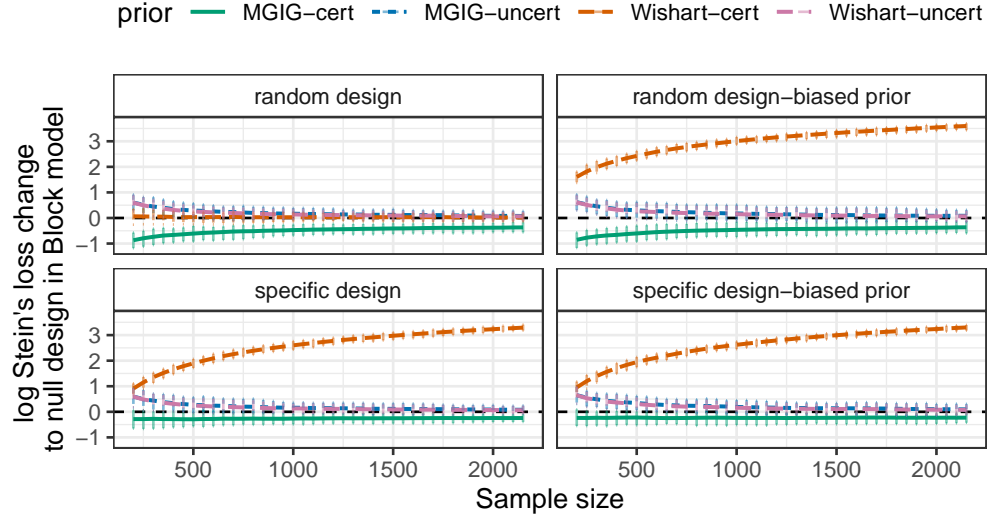 prior MGIG−cert MGIG−uncert Wishart−cert Wishart−uncert
log Stein's loss change
to null design in Block model
random design
random design−biased prior
3
2
1
0
−1
specific design
specific design−biased prior
3
2
1
0
−1
500 1000 1500 2000
500 1000 1500 2000
Sample size